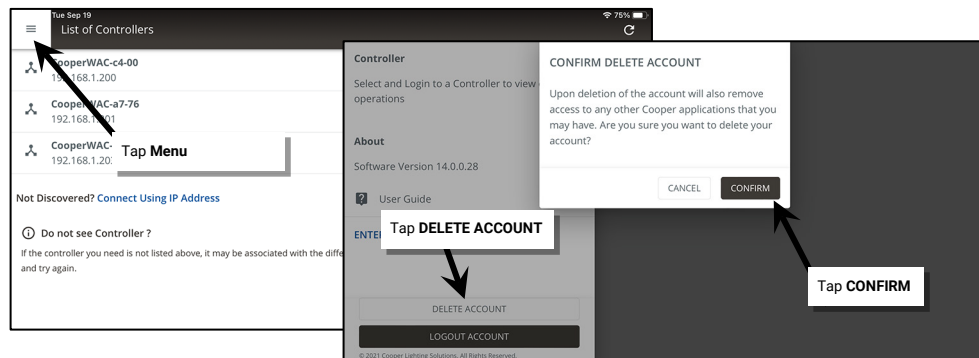 Tue Sep 19
75%
List of Controllers
CooperWAC-c4-00
192.168.1.200
CooperWAC-a7-76
192.168.1.201
CooperWAC-
192.168.1.203
Tap Menu
Not Discovered? Connect Using IP Address
Do not see Controller ?
If the controller you need is not listed above, it may be associated with the diffe
and try again.
Controller
Select and Login to a Controller to view
operations
About
Software Version 14.0.0.28
User Guide
Tap DELETE ACCOUNT
DELETE ACCOUNT
LOGOUT ACCOUNT
© 2021 Cooper Lighting Solutions. All Rights Reserved.
CONFIRM DELETE ACCOUNT
Upon deletion of the account will also remove
access to any other Cooper applications that you
may have. Are you sure you want to delete your
account?
CANCEL
CONFIRM
Tap CONFIRM